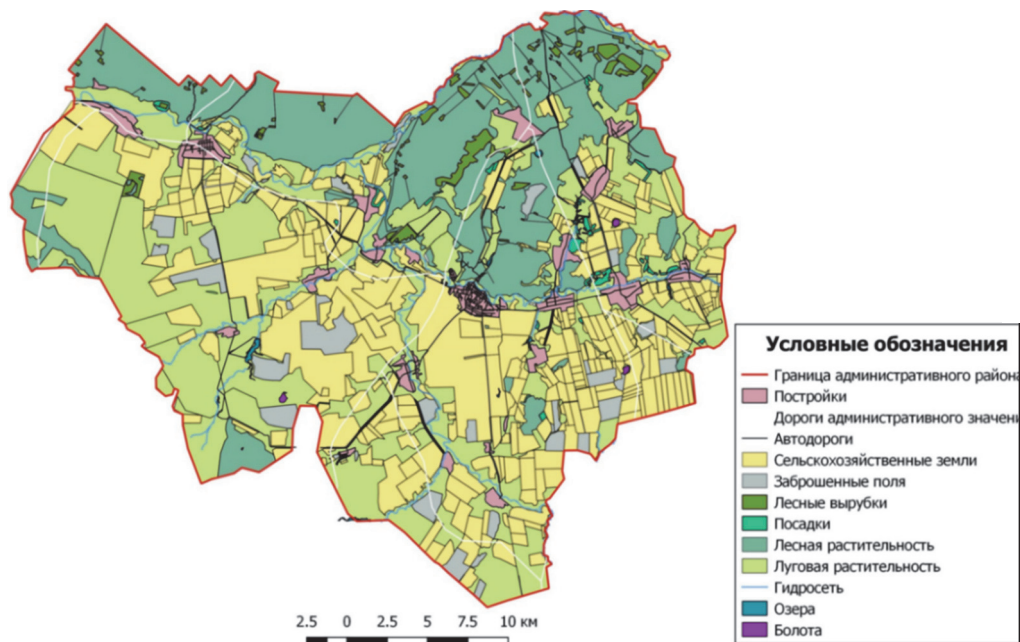 Условные обозначения
Граница административного района
Постройки
Дороги административного значени
Автодороги
Сельскохозяйственные земли
Заброшенные поля
Лесные вырубки
Посадки
Лесная растительность
Луговая растительность
Гидросеть
Озера
Болота
2.5 0 2.5 5 7.5 10 км